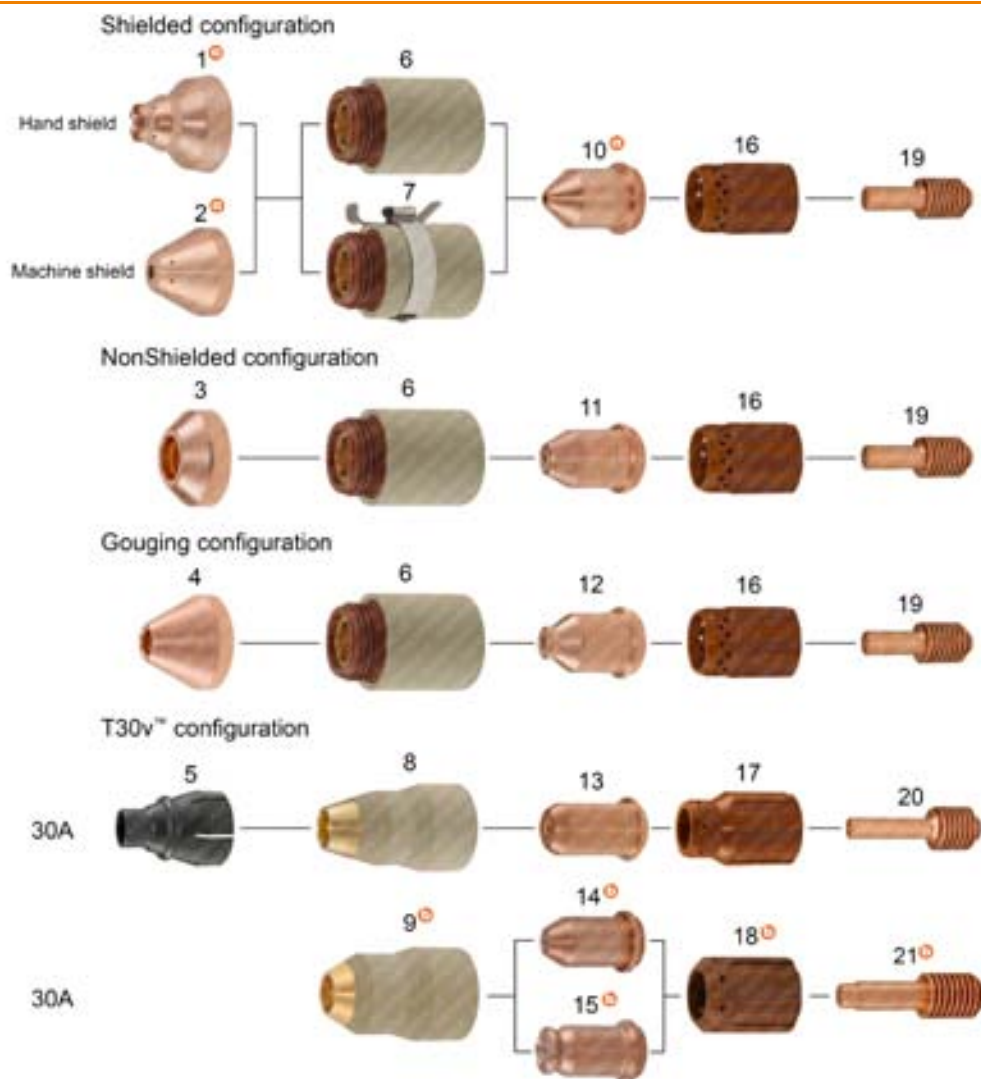 Shielded configuration
1 a 6
Hand shield
10 a 16 19
7
2 a
Machine shield
NonShielded configuration
3 6 11 16 19
Gouging configuration
4 6 12 16 19
T30v™ configuration
5 8 13 17 20
30A
14 b
9 b 18 b 21 b
30A
15 b